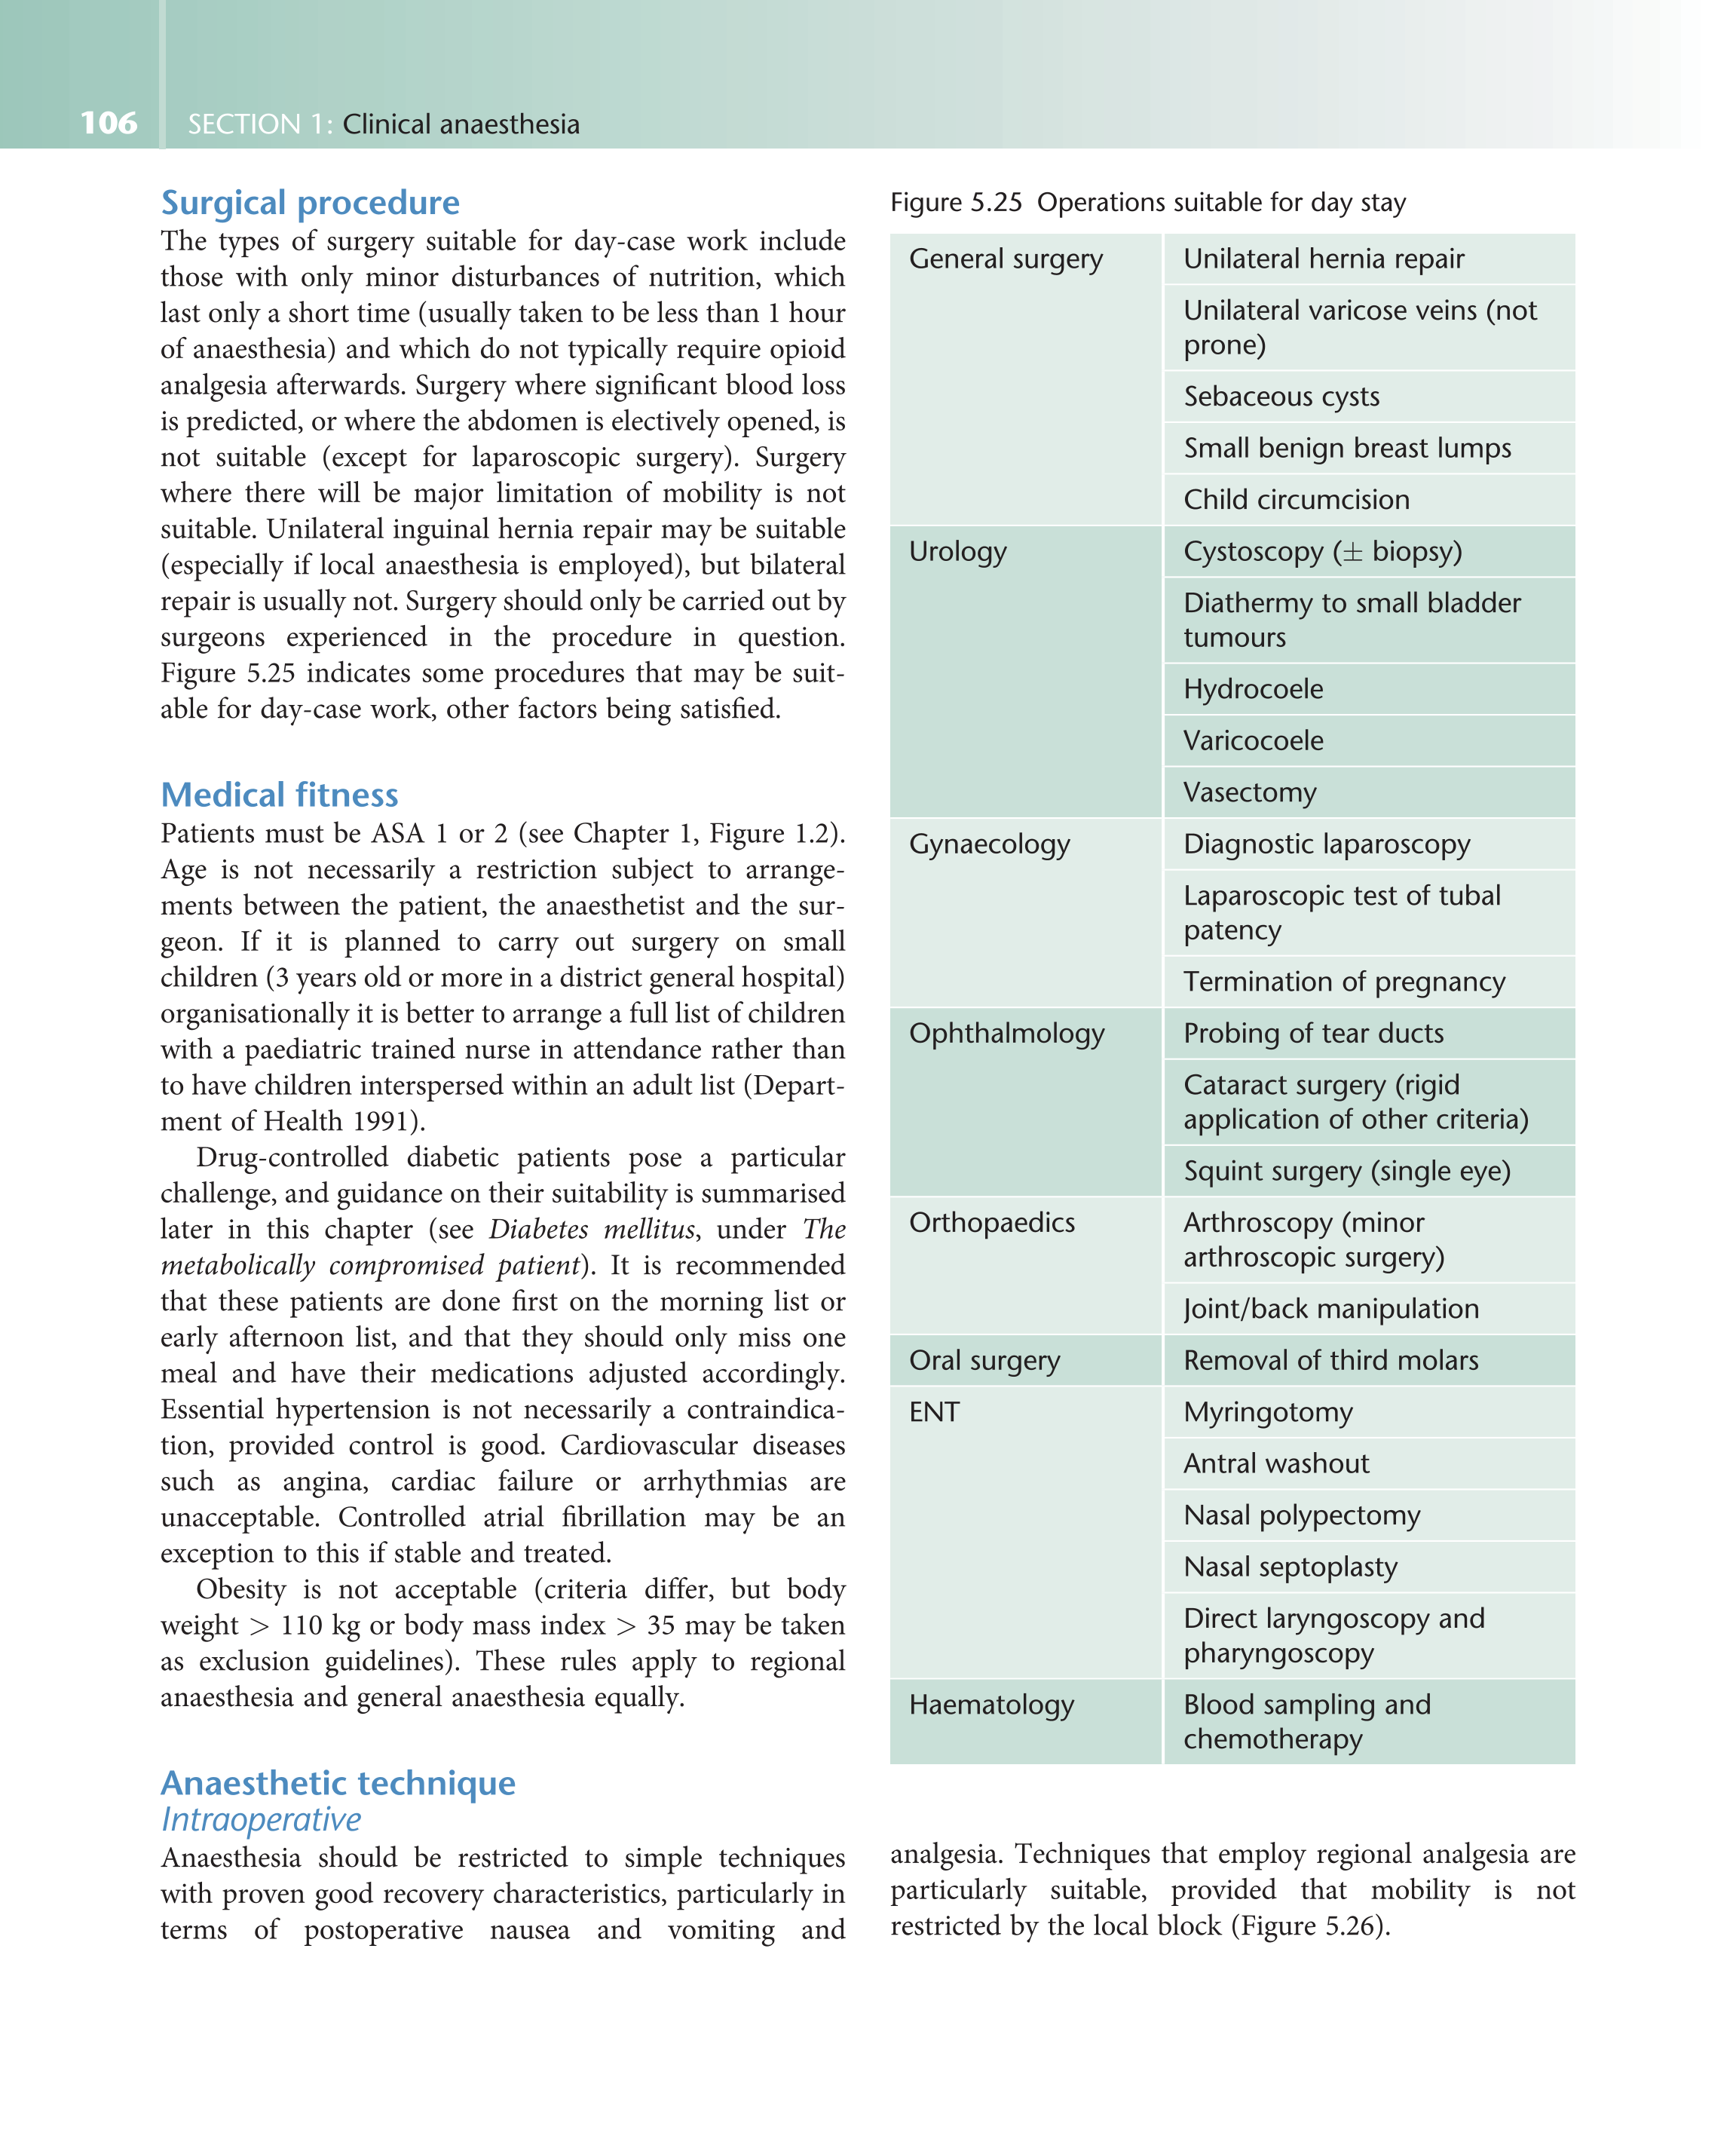 106
SECTION 1: Clinical anaesthesia
Surgical procedure
The types of surgery suitable for day-case work include
those with only minor disturbances of nutrition, which
last only a short time (usually taken to be less than 1 hour
of anaesthesia) and which do not typically require opioid
analgesia afterwards. Surgery where significant blood loss
is predicted, or where the abdomen is electively opened, is
not suitable (except for laparoscopic surgery). Surgery
where there will be major limitation of mobility is not
suitable. Unilateral inguinal hernia repair may be suitable
(especially if local anaesthesia is employed), but bilateral
repair is usually not. Surgery should only be carried out by
surgeons experienced in the procedure in question.
Figure 5.25 indicates some procedures that may be suit-
able for day-case work, other factors being satisfied.
Medical fitness
Patients must be ASA 1 or 2 (see Chapter 1, Figure 1.2).
Age is not necessarily a restriction subject to arrange-
ments between the patient, the anaesthetist and the sur-
geon. If it is planned to carry out surgery on small
children (3 years old or more in a district general hospital)
organisationally it is better to arrange a full list of children
with a paediatric trained nurse in attendance rather than
to have children interspersed within an adult list (Depart-
ment of Health 1991).
Drug-controlled diabetic patients pose a particular
challenge, and guidance on their suitability is summarised
later in this chapter (see Diabetes mellitus, under The
metabolically compromised patient). It is recommended
that these patients are done first on the morning list or
early afternoon list, and that they should only miss one
meal and have their medications adjusted accordingly.
Essential hypertension is not necessarily a contraindica-
tion, provided control is good. Cardiovascular diseases
such as angina, cardiac failure or arrhythmias are
unacceptable. Controlled atrial fibrillation may be an
exception to this if stable and treated.
Obesity is not acceptable (criteria differ, but body
weight > 110 kg or body mass index > 35 may be taken
as exclusion guidelines). These rules apply to regional
anaesthesia and general anaesthesia equally.
Anaesthetic technique
Intraoperative
Anaesthesia should be restricted to simple techniques
with proven good recovery characteristics, particularly in
terms of postoperative nausea and vomiting and
Figure 5.25 Operations suitable for day stay
General surgery
Unilateral hernia repair
Unilateral varicose veins (not
prone)
Sebaceous cysts
Small benign breast lumps
Child circumcision
Urology
Cystoscopy (± biopsy)
Diathermy to small bladder
tumours
Hydrocoele
Varicocoele
Vasectomy
Gynaecology
Diagnostic laparoscopy
Laparoscopic test of tubal
patency
Termination of pregnancy
Ophthalmology
Probing of tear ducts
Cataract surgery (rigid
application of other criteria)
Squint surgery (single eye)
Orthopaedics
Arthroscopy (minor
arthroscopic surgery)
Joint/back manipulation
Oral surgery
Removal of third molars
ENT
Myringotomy
Antral washout
Nasal polypectomy
Nasal septoplasty
Direct laryngoscopy and
pharyngoscopy
Haematology
Blood sampling and
chemotherapy
analgesia. Techniques that employ regional analgesia are
particularly suitable, provided that mobility is not
restricted by the local block (Figure 5.26).